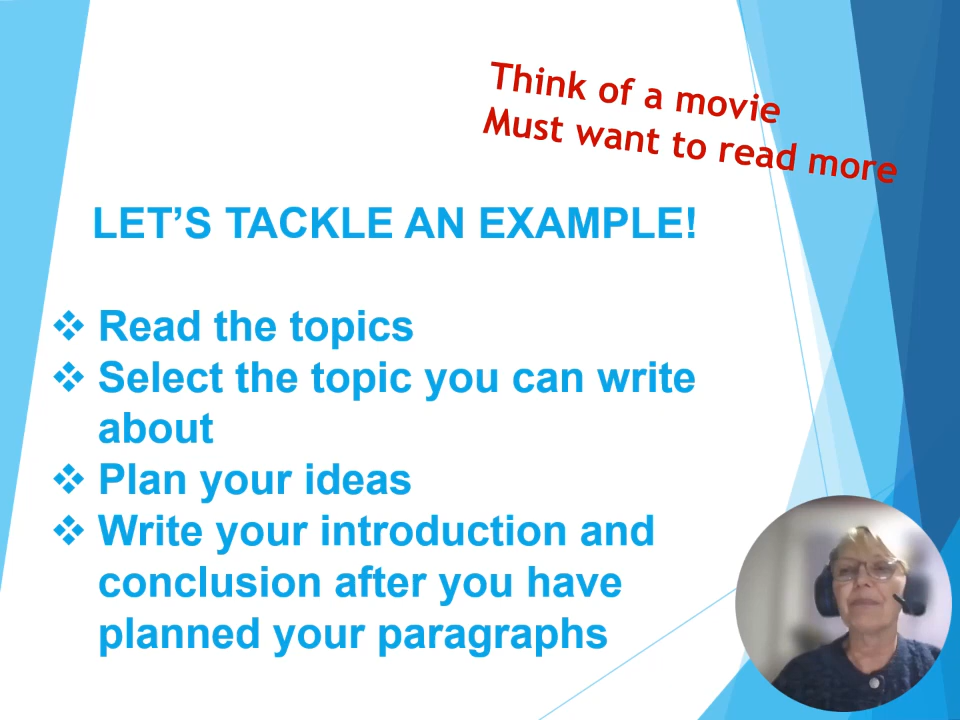 Think of a movie
Must want to read more
LET’S TACKLE AN EXAMPLE!
❖ Read the topics
❖ Select the topic you can write
about
❖ Plan your ideas
❖ Write your introduction and
conclusion after you have
planned your paragraphs